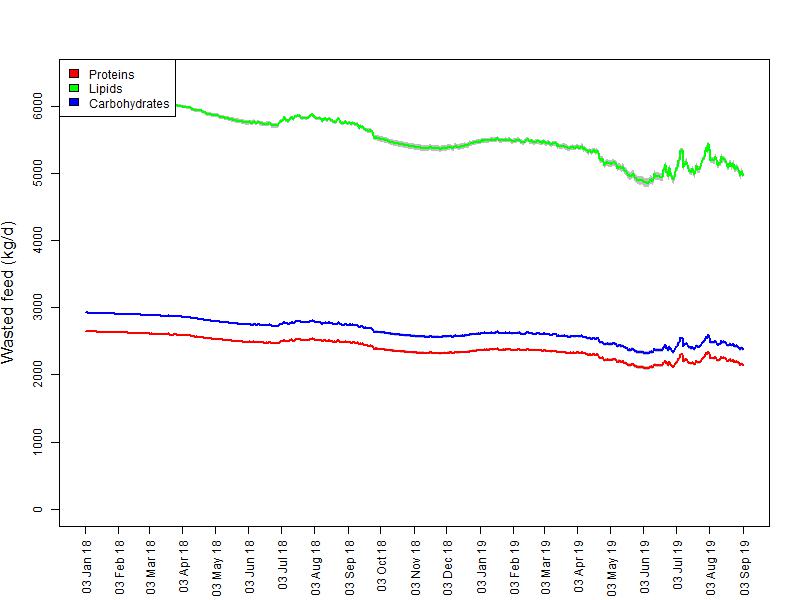 Proteins
Lipids
Carbohydrates
Wasted feed (kg/d)
6000
5000
4000
3000
2000
1000
0
03 Jan 18
03 Feb 18
03 Mar 18
03 Apr 18
03 May 18
03 Jun 18
03 Jul 18
03 Aug 18
03 Sep 18
03 Oct 18
03 Nov 18
03 Dec 18
03 Jan 19
03 Feb 19
03 Mar 19
03 Apr 19
03 May 19
03 Jun 19
03 Jul 19
03 Aug 19
03 Sep 19